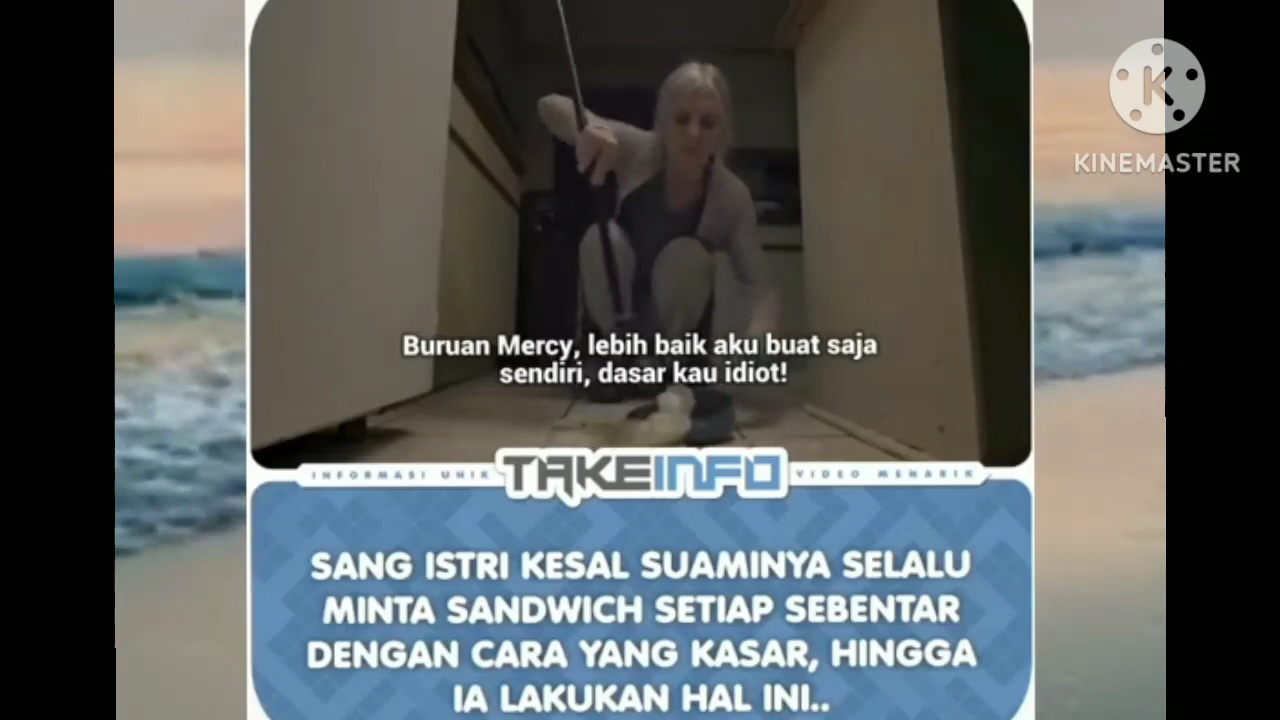 KINEMASTER
Buruan Mercy, lebih baik aku buat saja
sendiri, dasar kau idiot!
INFORMASI UNIK TAKEINFO VIDEO MENARIK
SANG ISTRI KESAL SUAMINYA SELALU
MINTA SANDWICH SETIAP SEBENTAR
DENGAN CARA YANG KASAR, HINGGA
IA LAKUKAN HAL INI..